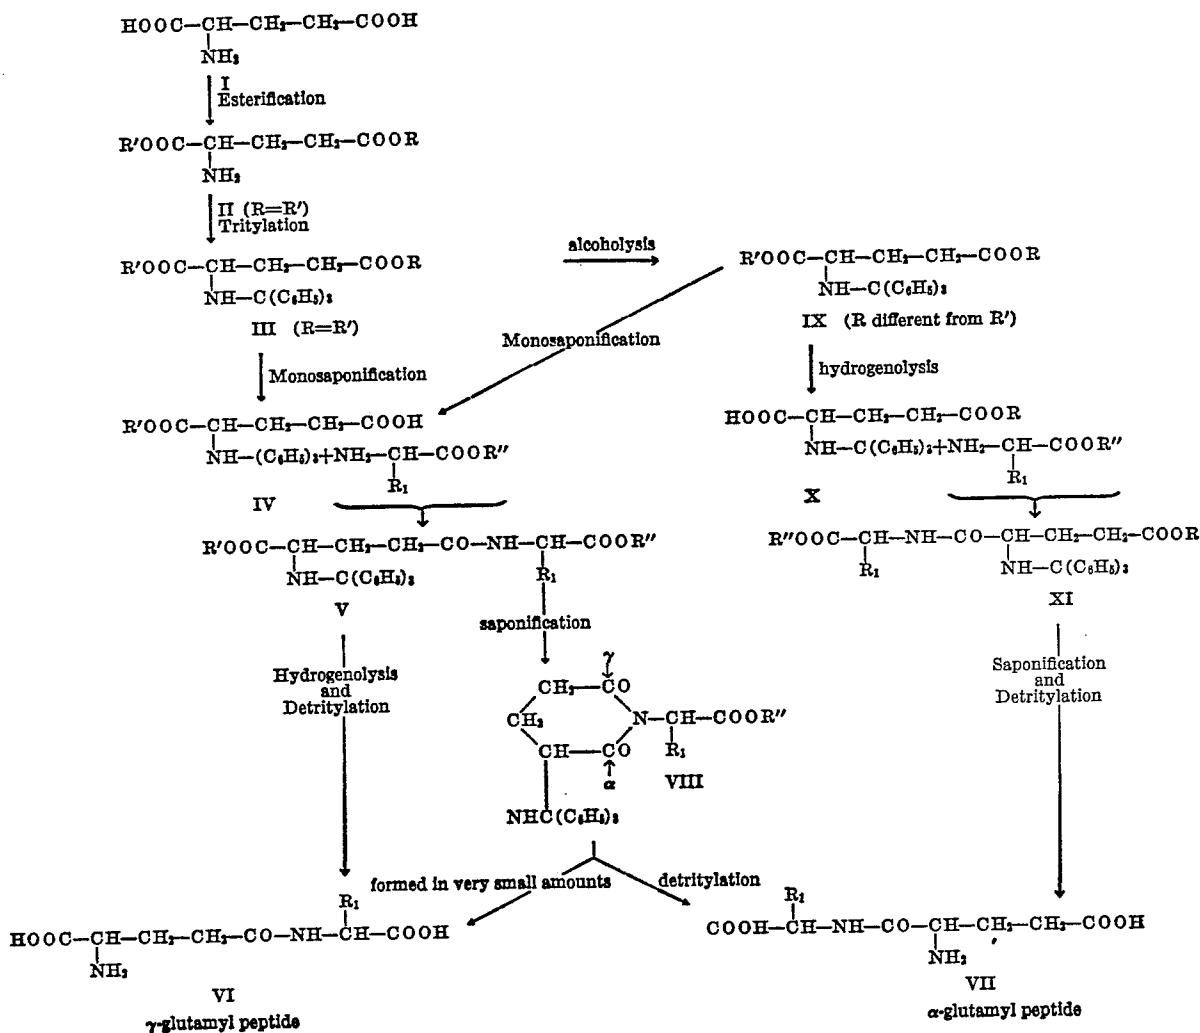 HOOC—CH—CH₂—CH₂—COOH
NH₂
I
Esterification
R'OOC—CH—CH₂—CH₂—COOR
NH₂
II (R=R')
Tritylation
R'OOC—CH—CH₂—CH₂—COOR
NH—C(C₆H₅)₃
III (R=R')
alcoholysis
R'OOC—CH—CH₂—CH₂—COOR
NH—C(C₆H₅)₃
IX (R different from R')
Monosaponification
Monosaponification
hydrogenolysis
R'OOC—CH—CH₂—CH₂—COOH
NH—(C₆H₅)₃+NH₂—CH—COOR''
R₁
IV
HOOC—CH—CH₂—CH₂—COOR
NH—C(C₆H₅)₃+NH₂—CH—COOR''
R₁
X
R'OOC—CH—CH₂—CH₂—CO—NH—CH—COOR''
NH—C(C₆H₅)₃
R₁
V
R''OOC—CH—NH—CO—CH—CH₂—CH₂—COOR
R₁
NH—C(C₆H₅)₃
XI
saponification
Hydrogenolysis
and
Detritylation
Saponification
and
Detritylation
γ
CH₂—CO
CH₂
N—CH—COOR''
CH—CO
R₁
α
VIII
NHC(C₆H₅)₃
formed in very small amounts
detritylation
R₁
HOOC—CH—CH₂—CH₂—CO—NH—CH—COOH
NH₂
VI
γ-glutamyl peptide
R₁
COOH—CH—NH—CO—CH—CH₂—CH₂—COOH
NH₂
VII
α-glutamyl peptide